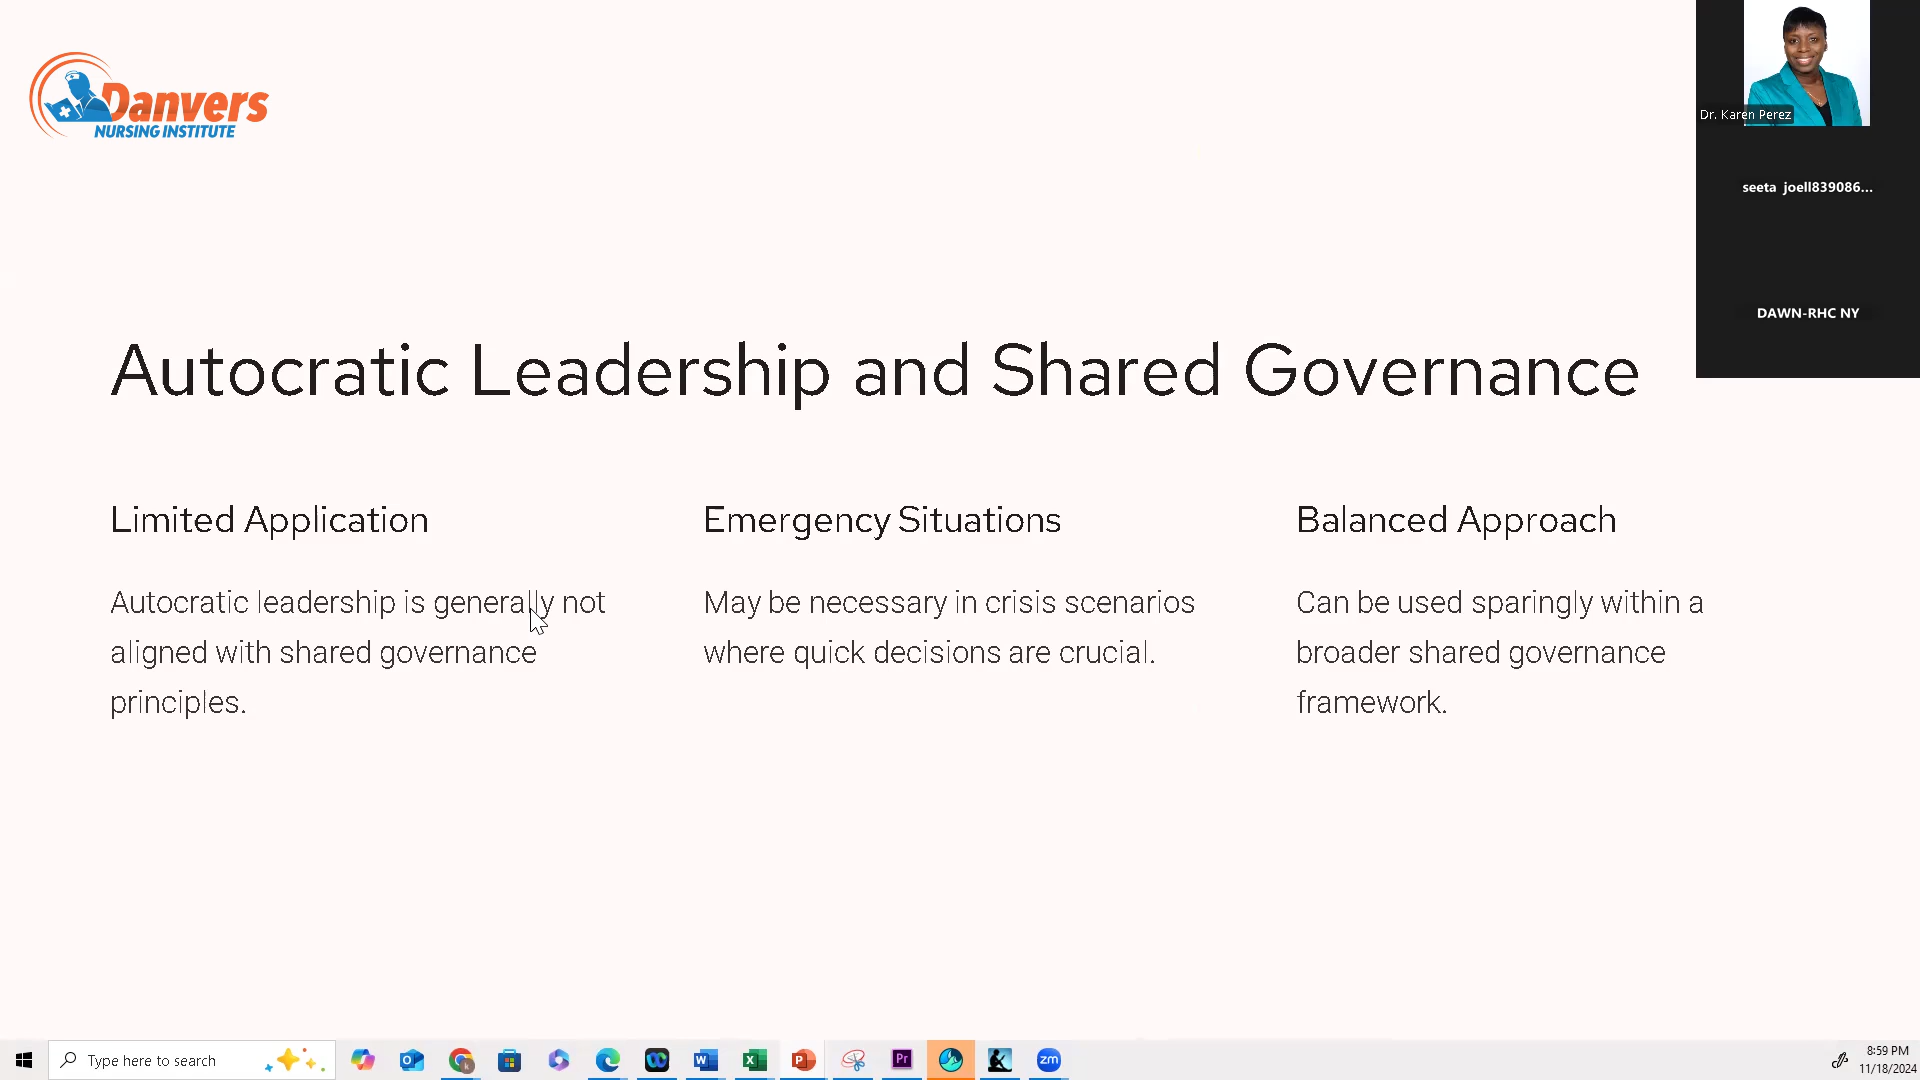 Danvers
NURSING INSTITUTE
Dr. Karen Perez
seeta joell839086...
DAWN-RHC NY
Autocratic Leadership and Shared Governance
Limited Application
Autocratic leadership is generally not
aligned with shared governance
principles.
Emergency Situations
May be necessary in crisis scenarios
where quick decisions are crucial.
Balanced Approach
Can be used sparingly within a
broader shared governance
framework.
Type here to search
Pr
zm
8:59 PM
11/18/2024